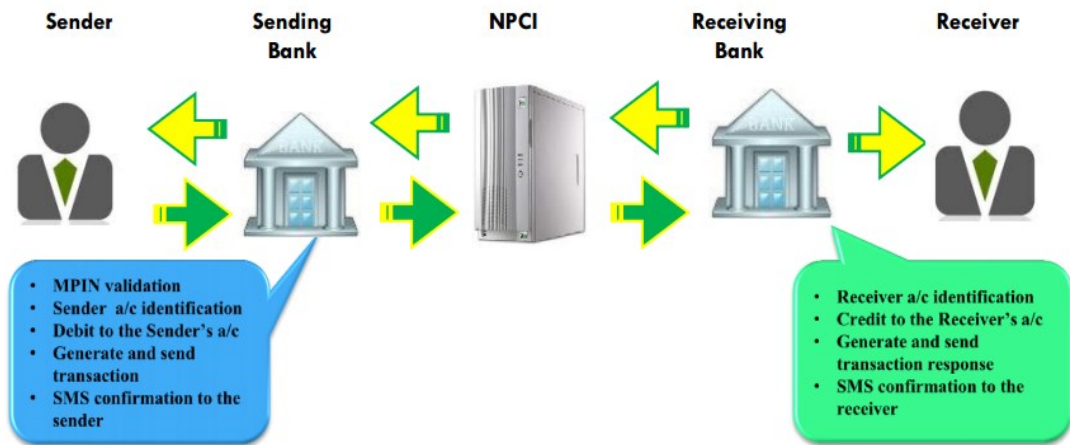 Sender
Sending
Bank
NPCI
Receiving
Bank
Receiver
BANK
BANK
• MPIN validation
• Sender a/c identification
• Debit to the Sender's a/c
• Generate and send
transaction
• SMS confirmation to the
sender
• Receiver a/c identification
• Credit to the Receiver's a/c
• Generate and send
transaction response
• SMS confirmation to the
receiver